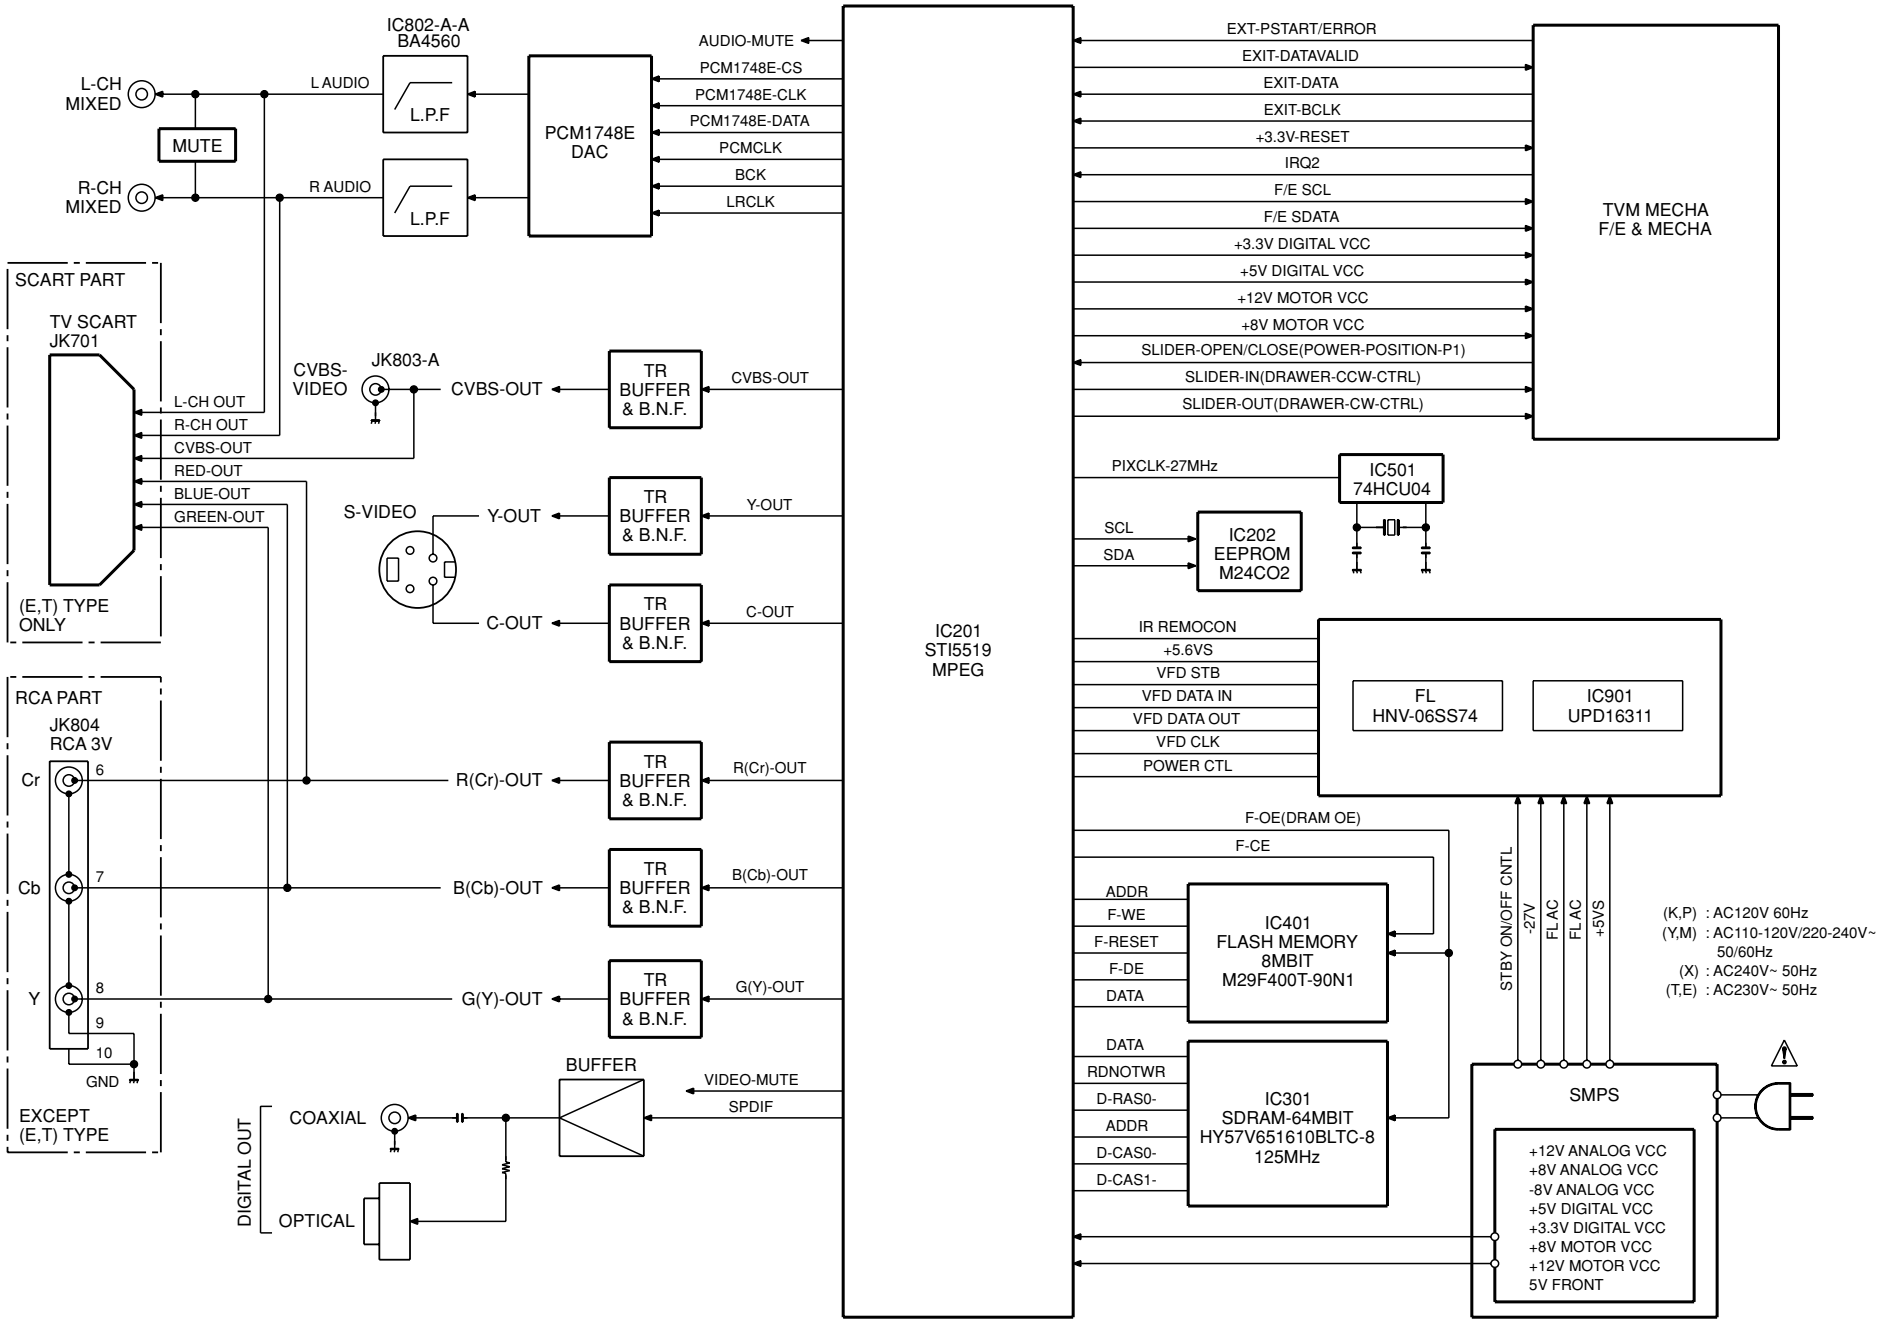 IC802-A-A
BA4560
L-CH
MIXED
L AUDIO
L.P.F
MUTE
R-CH
MIXED
R AUDIO
L.P.F
PCM1748E
DAC
AUDIO-MUTE
PCM1748E-CS
PCM1748E-CLK
PCM1748E-DATA
PCMCLK
BCK
LRCLK
SCART PART
TV SCART
JK701
L-CH OUT
R-CH OUT
CVBS-OUT
RED-OUT
BLUE-OUT
GREEN-OUT
(E,T) TYPE
ONLY
CVBS-
VIDEO
JK803-A
CVBS-OUT
TR
BUFFER
& B.N.F.
CVBS-OUT
S-VIDEO
Y-OUT
TR
BUFFER
& B.N.F.
Y-OUT
C-OUT
TR
BUFFER
& B.N.F.
C-OUT
RCA PART
JK804
RCA 3V
Cr
6
R(Cr)-OUT
TR
BUFFER
& B.N.F.
R(Cr)-OUT
Cb
7
B(Cb)-OUT
TR
BUFFER
& B.N.F.
B(Cb)-OUT
Y
8
G(Y)-OUT
TR
BUFFER
& B.N.F.
G(Y)-OUT
9
10
GND
EXCEPT
(E,T) TYPE
DIGITAL OUT
COAXIAL
OPTICAL
BUFFER
VIDEO-MUTE
SPDIF
IC201
STI5519
MPEG
EXT-PSTART/ERROR
EXIT-DATAVALID
EXIT-DATA
EXIT-BCLK
+3.3V-RESET
IRQ2
F/E SCL
F/E SDATA
+3.3V DIGITAL VCC
+5V DIGITAL VCC
+12V MOTOR VCC
+8V MOTOR VCC
SLIDER-OPEN/CLOSE(POWER-POSITION-P1)
SLIDER-IN(DRAWER-CCW-CTRL)
SLIDER-OUT(DRAWER-CW-CTRL)
TVM MECHA
F/E & MECHA
PIXCLK-27MHz
IC501
74HCU04
SCL
SDA
IC202
EEPROM
M24CO2
IR REMOCON
+5.6VS
VFD STB
VFD DATA IN
VFD DATA OUT
VFD CLK
POWER CTL
FL
HNV-06SS74
IC901
UPD16311
F-OE(DRAM OE)
F-CE
ADDR
F-WE
F-RESET
F-DE
DATA
IC401
FLASH MEMORY
8MBIT
M29F400T-90N1
DATA
RDNOTWR
D-RAS0-
ADDR
D-CAS0-
D-CAS1-
IC301
SDRAM-64MBIT
HY57V651610BLTC-8
125MHz
STBY ON/OFF CNTL
-27V
FL AC
FL AC
+5VS
(K,P) : AC120V 60Hz
(Y,M) : AC110-120V/220-240V~
50/60Hz
(X) : AC240V~ 50Hz
(T,E) : AC230V~ 50Hz
!
SMPS
+12V ANALOG VCC
+8V ANALOG VCC
-8V ANALOG VCC
+5V DIGITAL VCC
+3.3V DIGITAL VCC
+8V MOTOR VCC
+12V MOTOR VCC
5V FRONT